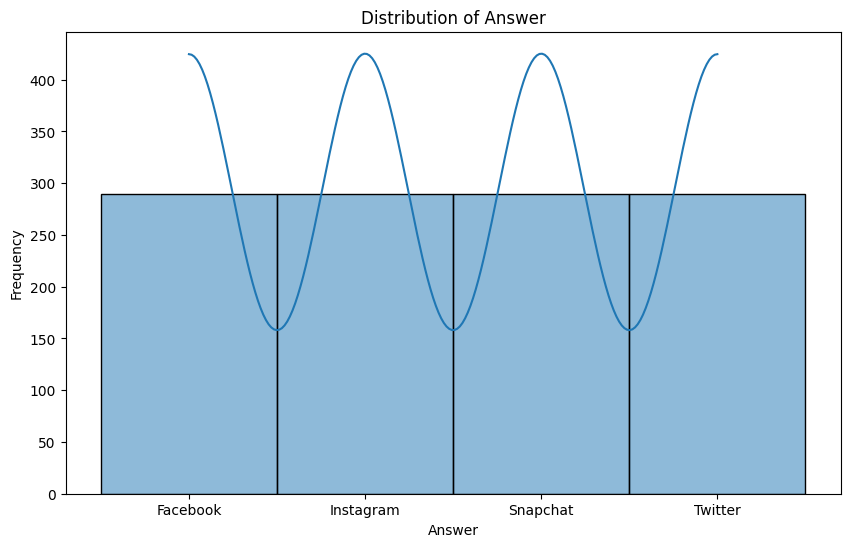 Distribution of Answer
Frequency
400
350
300
250
200
150
100
50
0
Facebook Instagram Snapchat Twitter
Answer